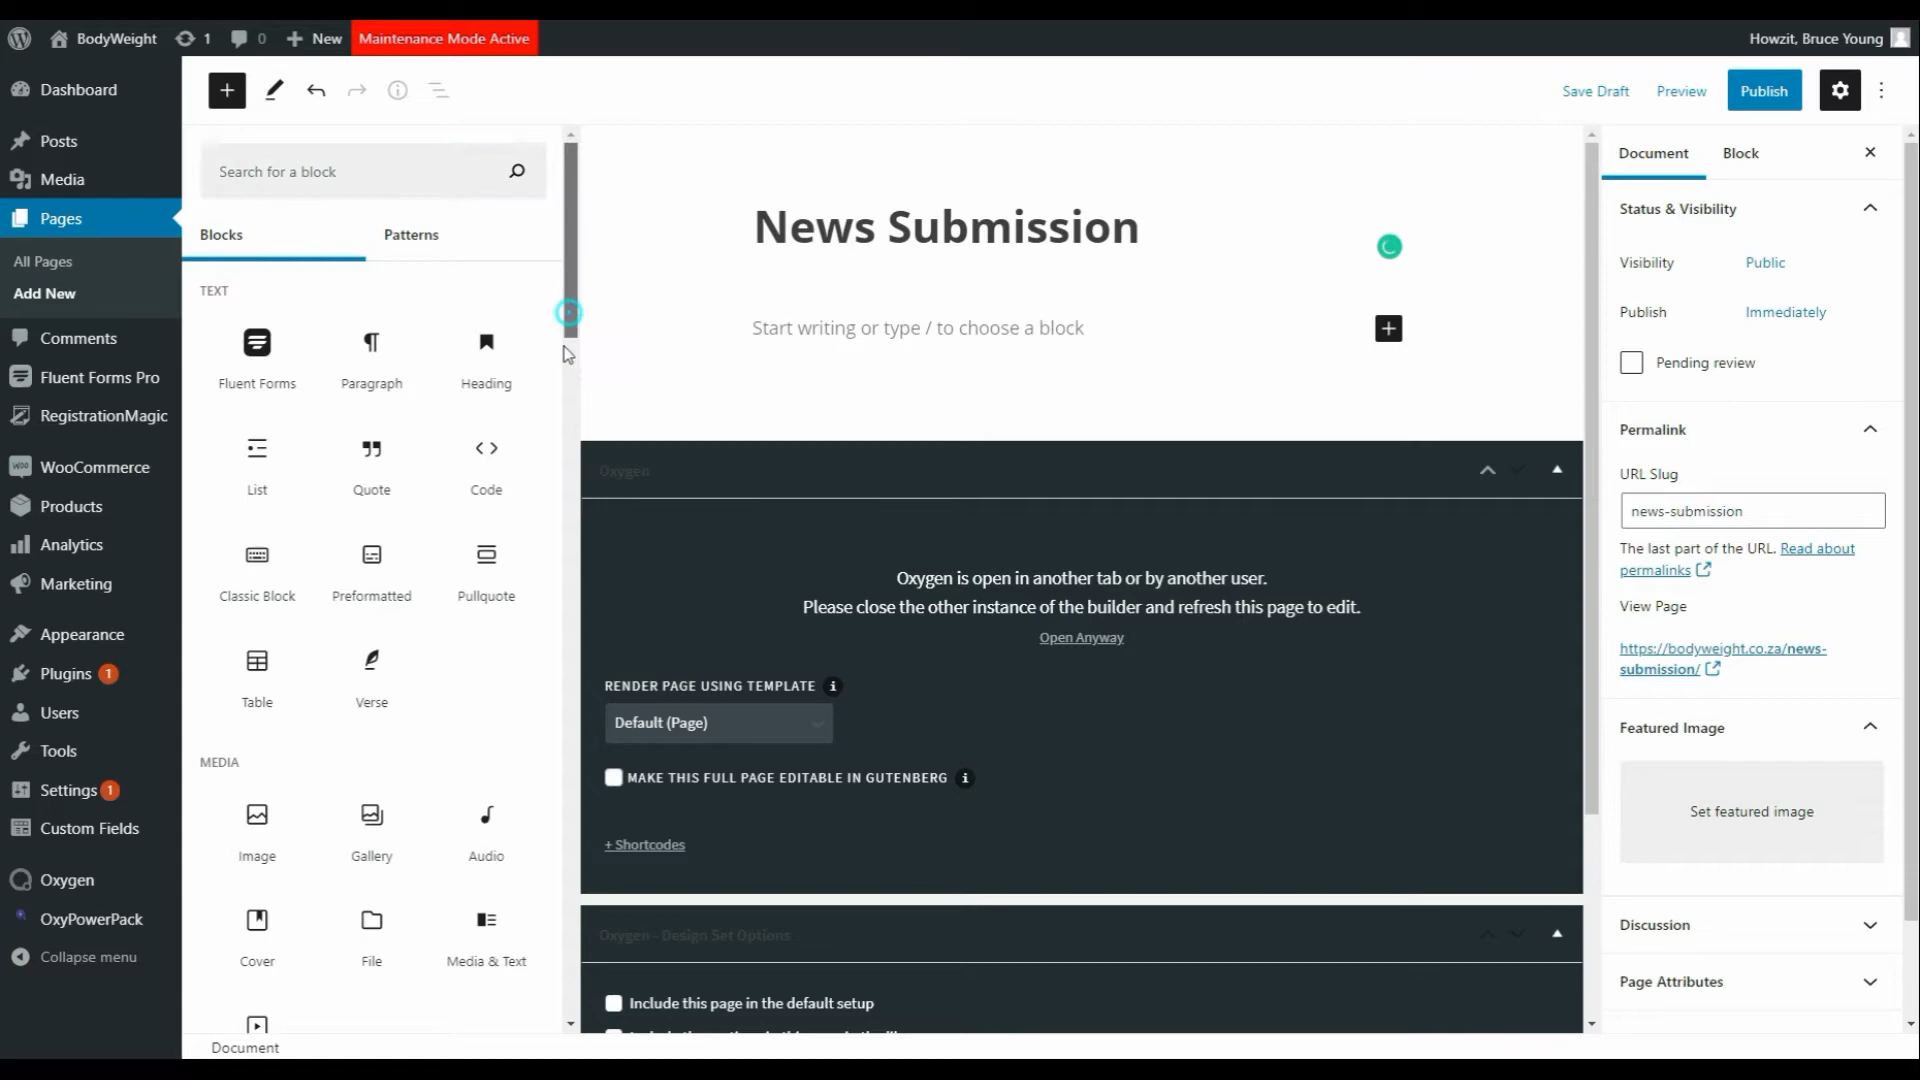 BodyWeight
1
0
New
Maintenance Mode Active
Howzit, Bruce Young
Dashboard
Posts
Media
Pages
All Pages
Add New
Comments
Fluent Forms Pro
RegistrationMagic
WooCommerce
Products
Analytics
Marketing
Appearance
Plugins 1
Users
Tools
Settings 1
Custom Fields
Oxygen
OxyPowerPack
Collapse menu
Save Draft
Preview
Publish
Search for a block
Blocks
Patterns
TEXT
Fluent Forms
Paragraph
Heading
List
Quote
Code
Classic Block
Preformatted
Pullquote
Table
Verse
MEDIA
Image
Gallery
Audio
Cover
File
Media & Text
Document
News Submission
Start writing or type / to choose a block
Oxygen
Oxygen is open in another tab or by another user.
Please close the other instance of the builder and refresh this page to edit.
Open Anyway
RENDER PAGE USING TEMPLATE
Default (Page)
MAKE THIS FULL PAGE EDITABLE IN GUTENBERG
+ Shortcodes
Oxygen - Design Set Options
Include this page in the default setup
Document
Block
Status & Visibility
Visibility
Public
Publish
Immediately
Pending review
Permalink
URL Slug
news-submission
The last part of the URL. Read about
permalinks
View Page
https://bodyweight.co.za/news-
submission/
Featured Image
Set featured image
Discussion
Page Attributes